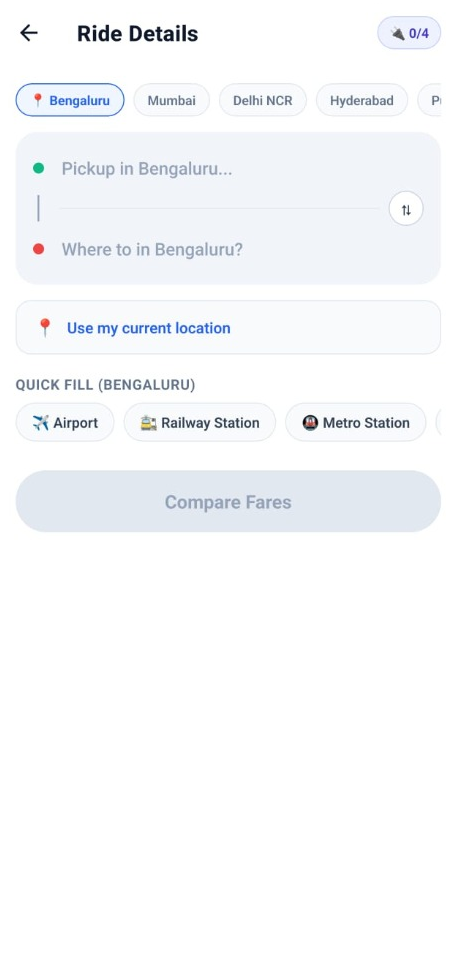 Ride Details
0/4
Bengaluru Mumbai Delhi NCR Hyderabad
Pickup in Bengaluru...
Where to in Bengaluru?
Use my current location
QUICK FILL (BENGALURU)
Airport Railway Station Metro Station
Compare Fares